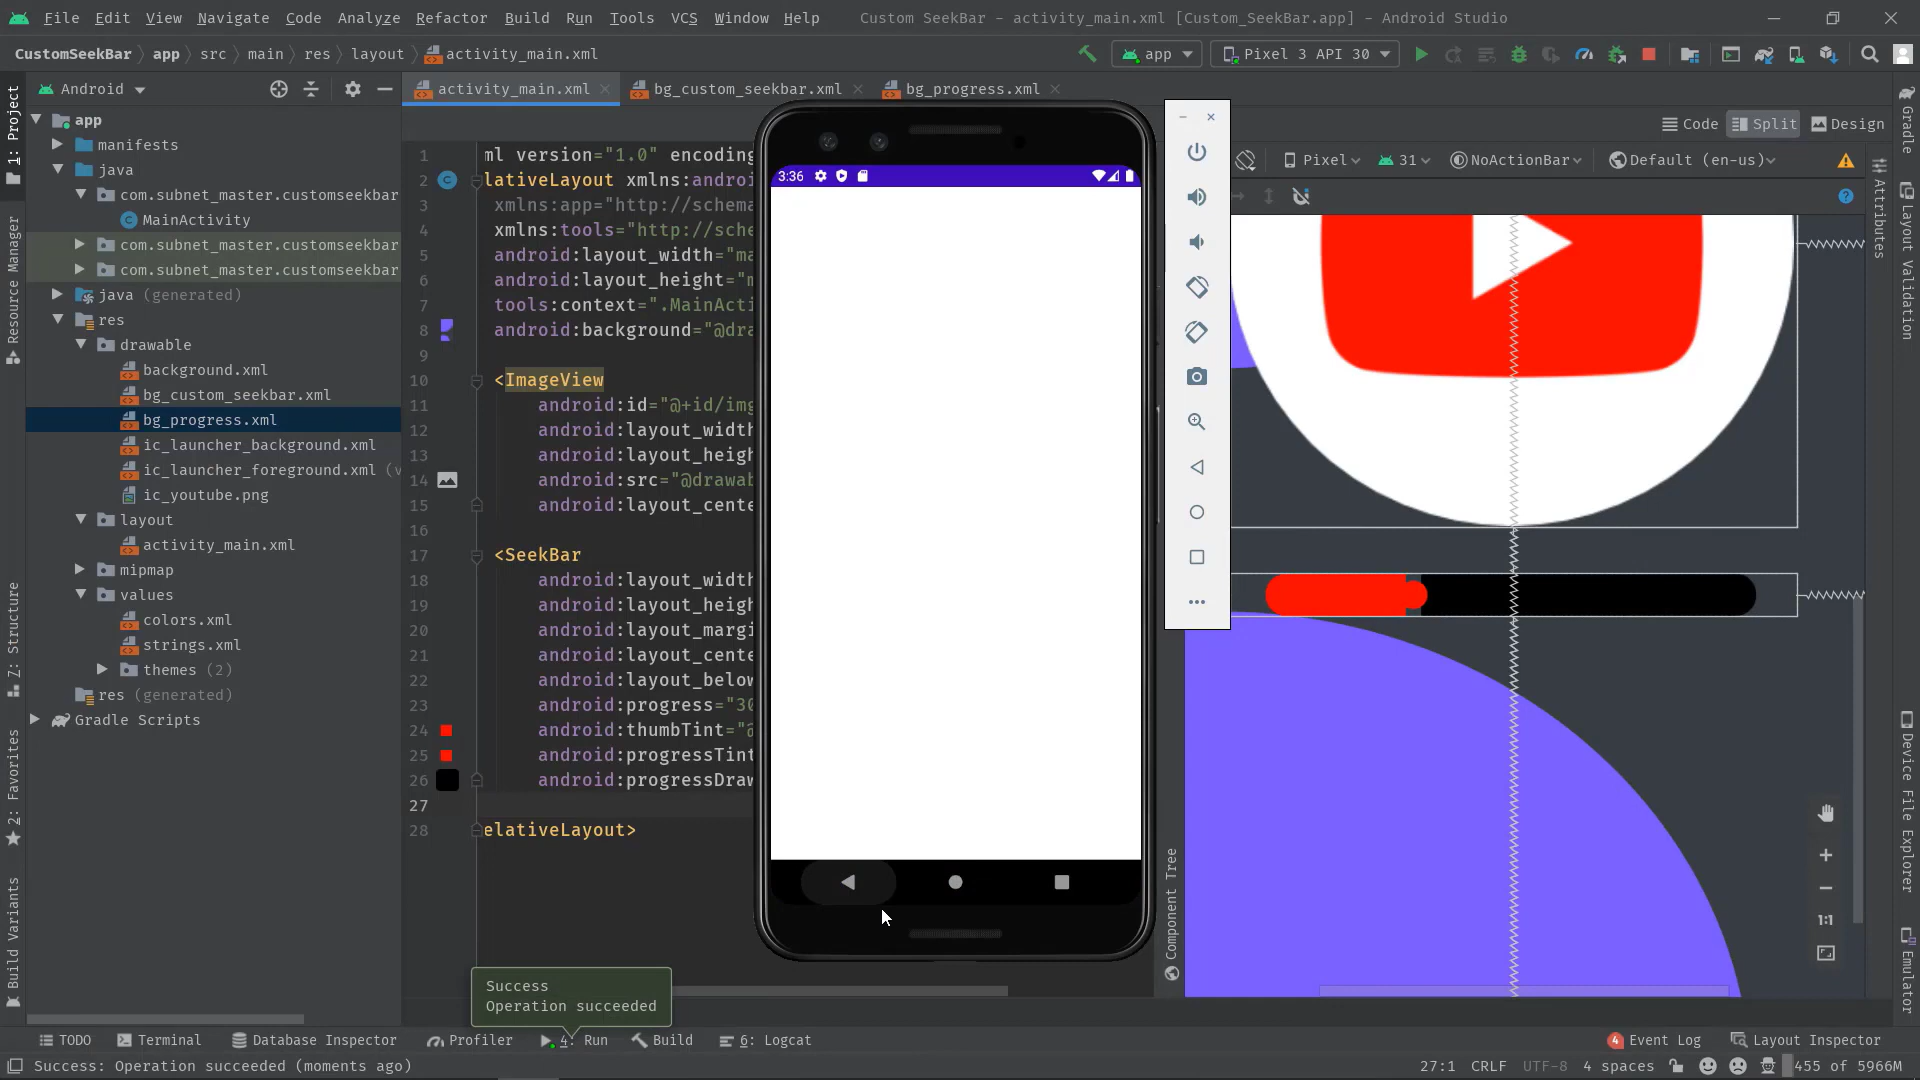 File Edit View Navigate Code Analyze Refactor Build Run Tools VCS Window Help Custom SeekBar - activity_main.xml [Custom_SeekBar.app] - Android Studio
CustomSeekBar app src main res layout activity_main.xml app Pixel 3 API 30
Android
activity_main.xml bg_custom_seekbar.xml bg_progress.xml
Code Split Design
Pixel 31 NoActionBar Default (en-us)
app
manifests
java
com.subnet_master.customseekbar
MainActivity
com.subnet_master.customseekbar
com.subnet_master.customseekbar
java (generated)
res
drawable
background.xml
bg_custom_seekbar.xml
bg_progress.xml
ic_launcher_background.xml
ic_launcher_foreground.xml (v
ic_youtube.png
layout
activity_main.xml
mipmap
values
colors.xml
strings.xml
themes (2)
res (generated)
Gradle Scripts
1 ml version="1.0" encoding
2 lativeLayout xmlns:androi
3 xmlns:app="http://schema
4 xmlns:tools="http://sche
5 android:layout_width="ma
6 android:layout_height="m
7 tools:context=".MainActi
8 android:background="@dra
9
10 <ImageView
11 android:id="@+id/img
12 android:layout_width
13 android:layout_heigh
14 android:src="@drawab
15 android:layout_cente
16
17 <SeekBar
18 android:layout_width
19 android:layout_heigh
20 android:layout_margi
21 android:layout_cente
22 android:layout_below
23 android:progress="30
24 android:thumbTint="@
25 android:progressTint
26 android:progressDraw
27
28 elativeLayout>
3:36
1: Project
Resource Manager
7: Structure
2: Favorites
Build Variants
Attributes
Component Tree
1:1
Gradle
Layout Validation
Device File Explorer
Emulator
Success
Operation succeeded
TODO Terminal Database Inspector Profiler 4: Run Build 6: Logcat 4 Event Log Layout Inspector
Success: Operation succeeded (moments ago) 27:1 CRLF UTF-8 4 spaces 455 of 5966M